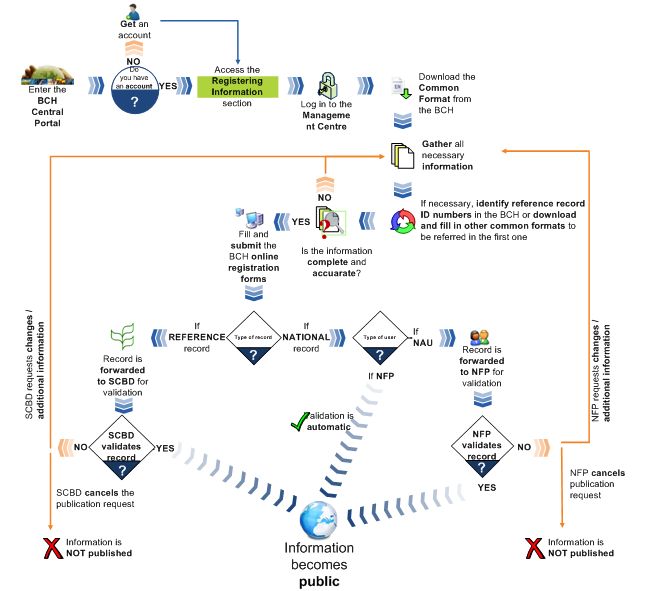 Get an
account
NO
Do
you have
an account
?
YES
Enter the
BCH
Central
Portal
Access the
Registering
Information
section
Log in to the
Manageme
nt Centre
Download the
Common
Format from
the BCH
Gather all
necessary
information
If necessary, identify reference record
ID numbers in the BCH or download
and fill in other common formats to
be referred in the first one
NO
YES
Is the information
complete and
accuarate?
Fill and
submit the
BCH online
registration
forms
If
REFERENCE
record
Type of record
?
If
NATIONAL
record
Type of user
?
If
NAU
If NFP
Record is
forwarded
to SCBD for
validation
Record is
forwarded
to NFP for
validation
SCBD requests changes /
additional information
NFP requests changes /
additional information
alidation is
automatic
NO
SCBD
validates
record
?
YES
NFP
validates
record
?
NO
YES
SCBD cancels the
publication request
NFP cancels
publication
request
Information is
NOT published
Information is
NOT published
Information
becomes
public